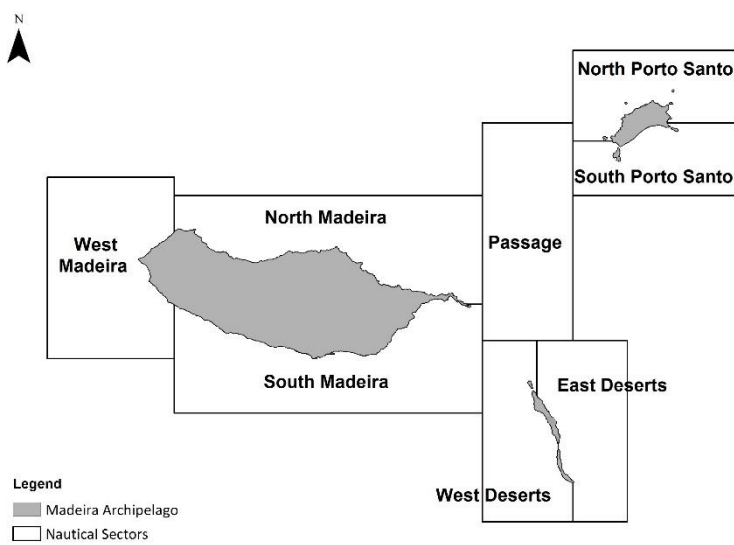 N
North Porto Santo
South Porto Santo
North Madeira
West
Madeira
Passage
South Madeira
East Deserts
West Deserts
Legend
Madeira Archipelago
Nautical Sectors